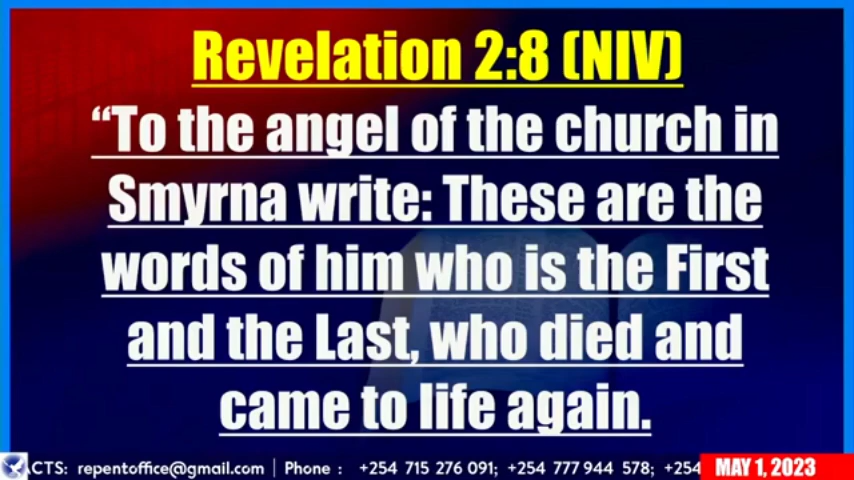 Revelation 2:8 (NIV)
“To the angel of the church in
Smyrna write: These are the
words of him who is the First
and the Last, who died and
came to life again.
ACTS: repentoffice@gmail.com | Phone : +254 715 276 091; +254 777 944 578; +254
MAY 1, 2023